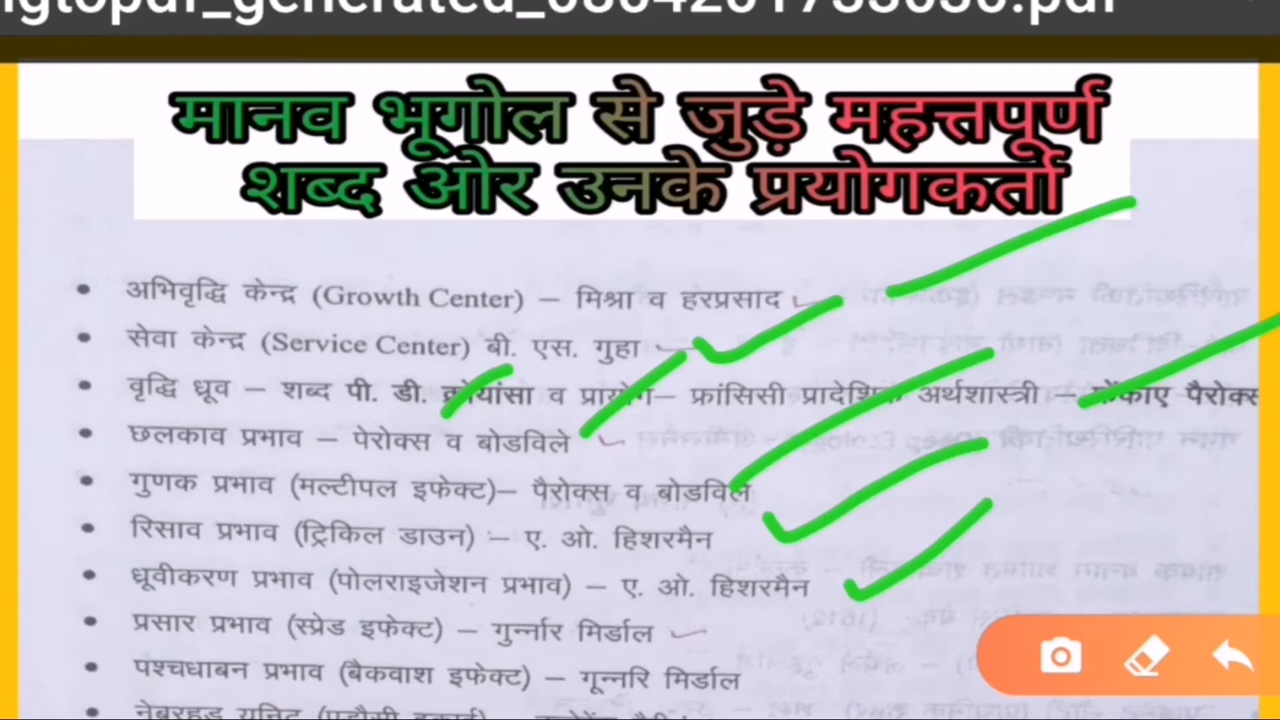 मानव भूगोल से जुड़े महत्तपूर्ण
शब्द ओर उनके प्रयोगकर्ता
• अभिवृद्धि केन्द्र (Growth Center) – मिश्रा व हरप्रसाद
• सेवा केन्द्र (Service Center) बी. एस. गुहा
• वृद्धि ध्रूव – शब्द पी. डी. क्रोयांसा व प्रायोग– फ्रांसिसी प्रादेशिक अर्थशास्त्री – फेंकाए पैरोक्स
• छलकाव प्रभाव – पेरोक्स व बोडविले
• गुणक प्रभाव (मल्टीपल इफेक्ट)– पैरोक्स व बोडविले
• रिसाव प्रभाव (ट्रिकिल डाउन) – ए. ओ. हिशरमैन
• धूवीकरण प्रभाव (पोलराइजेशन प्रभाव) – ए. ओ. हिशरमैन
• प्रसार प्रभाव (स्प्रेड इफेक्ट) – गुर्न्नार मिर्डाल
• पश्चधाबन प्रभाव (बैकवाश इफेक्ट) – गून्नरि मिर्डाल
• नेबरहुड यूनिट